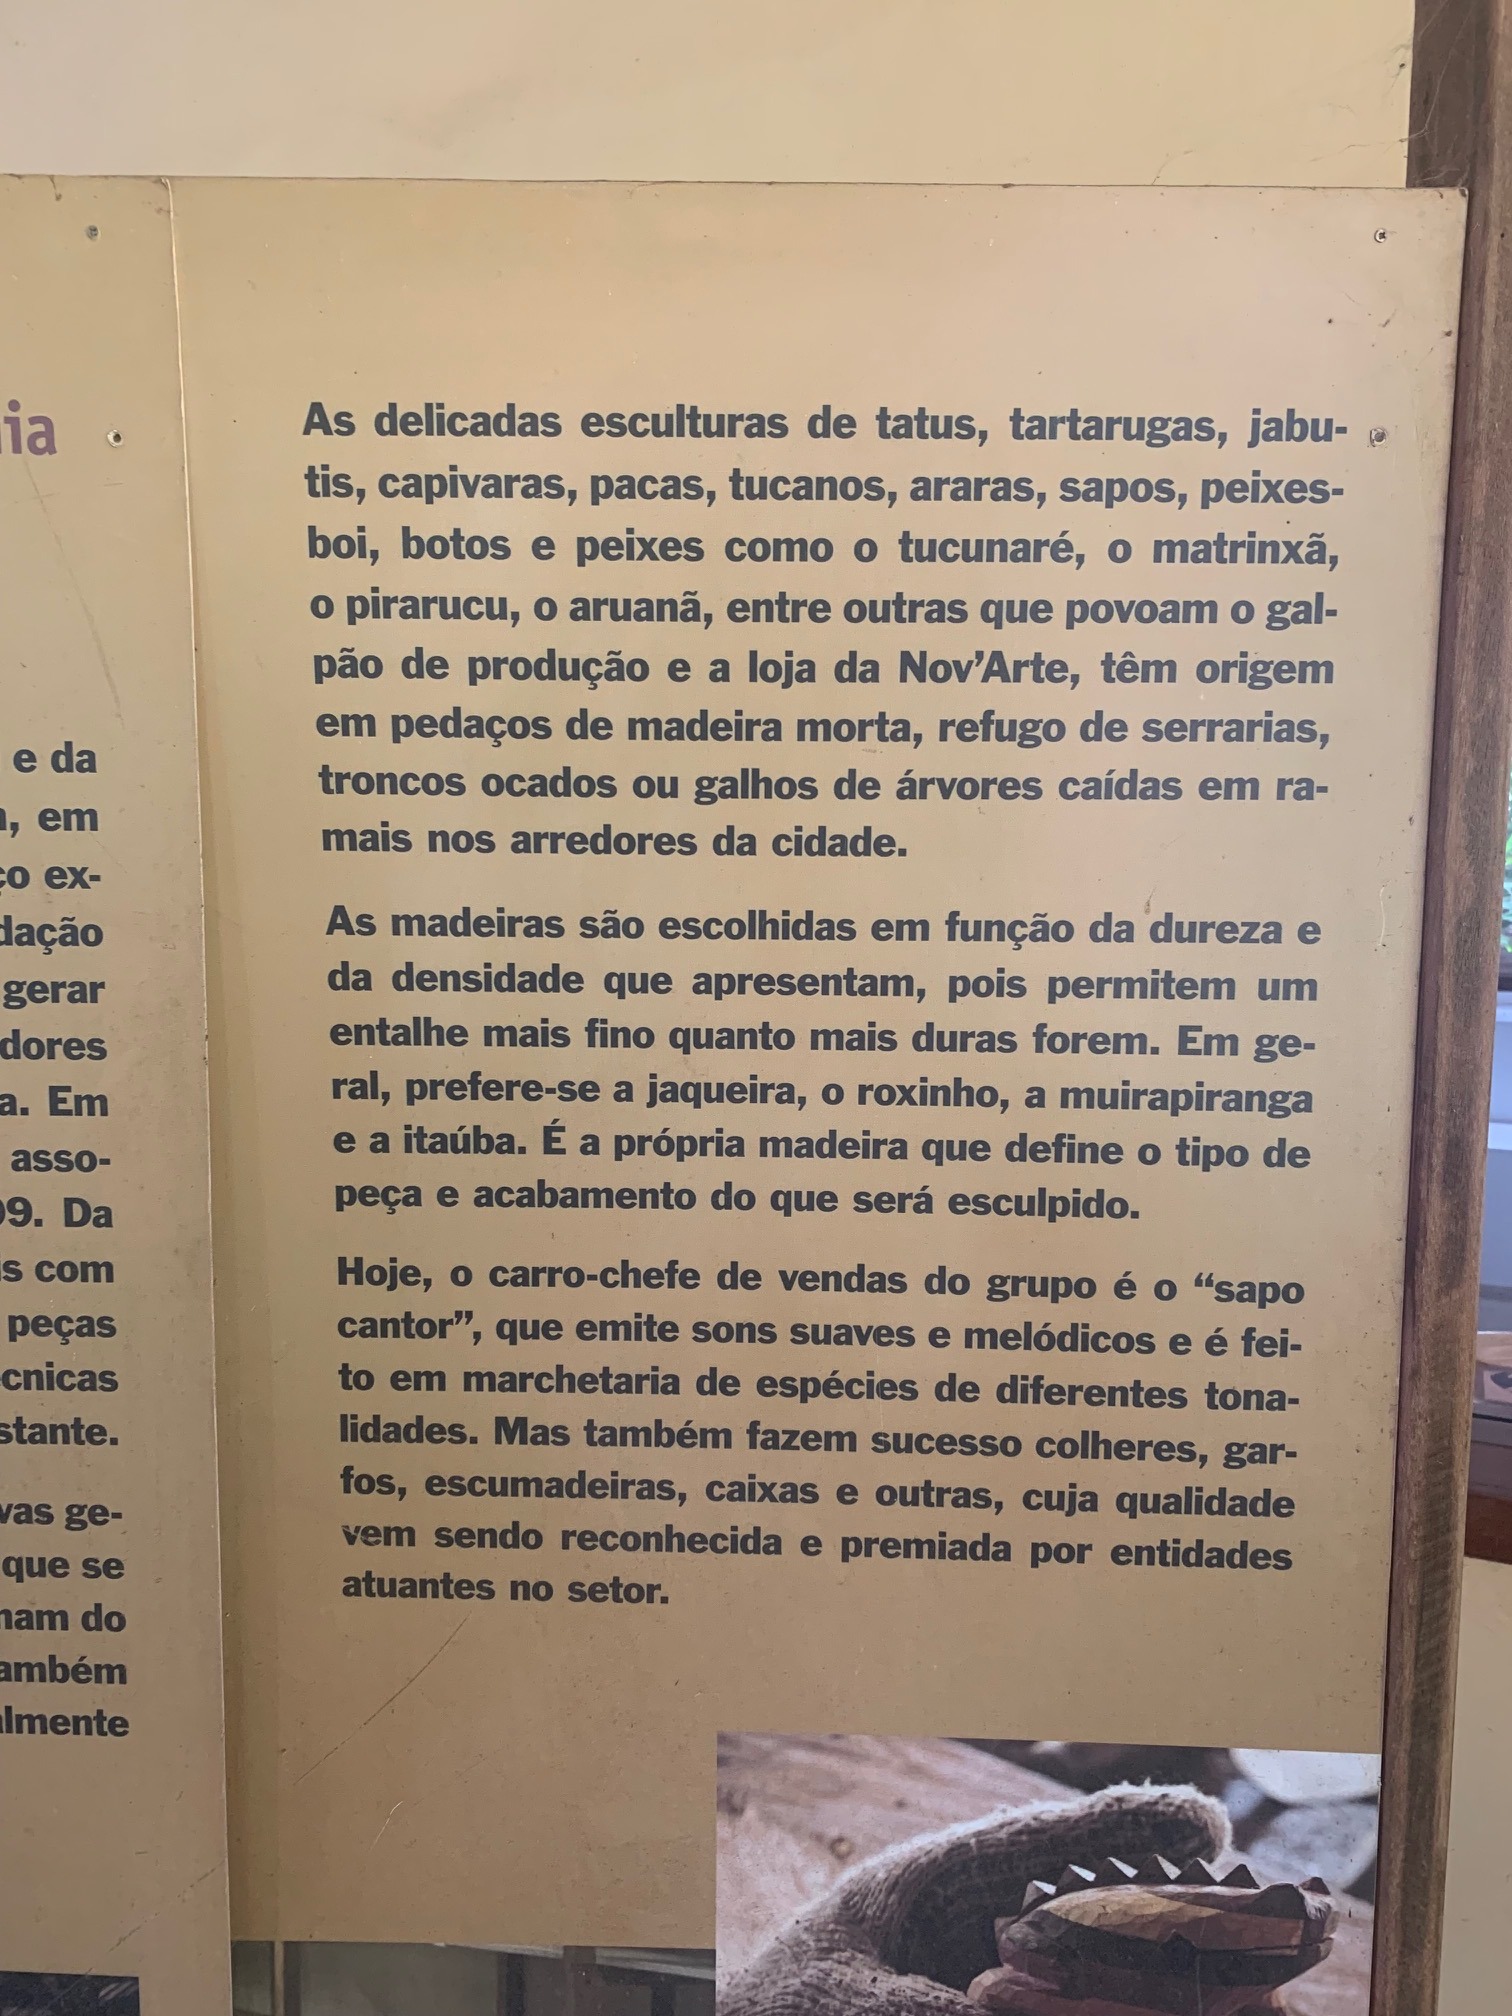 ia
e da
, em
ço ex-
dação
gerar
dores
a. Em
asso-
99. Da
is com
peças
cnicas
stante.
vas ge-
que se
nam do
ambém
almente
As delicadas esculturas de tatus, tartarugas, jabu-
tis, capivaras, pacas, tucanos, araras, sapos, peixes-
boi, botos e peixes como o tucunaré, o matrinxã,
o pirarucu, o aruanã, entre outras que povoam o gal-
pão de produção e a loja da Nov’Arte, têm origem
em pedaços de madeira morta, refugo de serrarias,
troncos ocados ou galhos de árvores caídas em ra-
mais nos arredores da cidade.
As madeiras são escolhidas em função da dureza e
da densidade que apresentam, pois permitem um
entalhe mais fino quanto mais duras forem. Em ge-
ral, prefere-se a jaqueira, o roxinho, a muirapiranga
e a itaúba. É a própria madeira que define o tipo de
peça e acabamento do que será esculpido.
Hoje, o carro-chefe de vendas do grupo é o “sapo
cantor”, que emite sons suaves e melódicos e é fei-
to em marchetaria de espécies de diferentes tona-
lidades. Mas também fazem sucesso colheres, gar-
fos, escumadeiras, caixas e outras, cuja qualidade
vem sendo reconhecida e premiada por entidades
atuantes no setor.